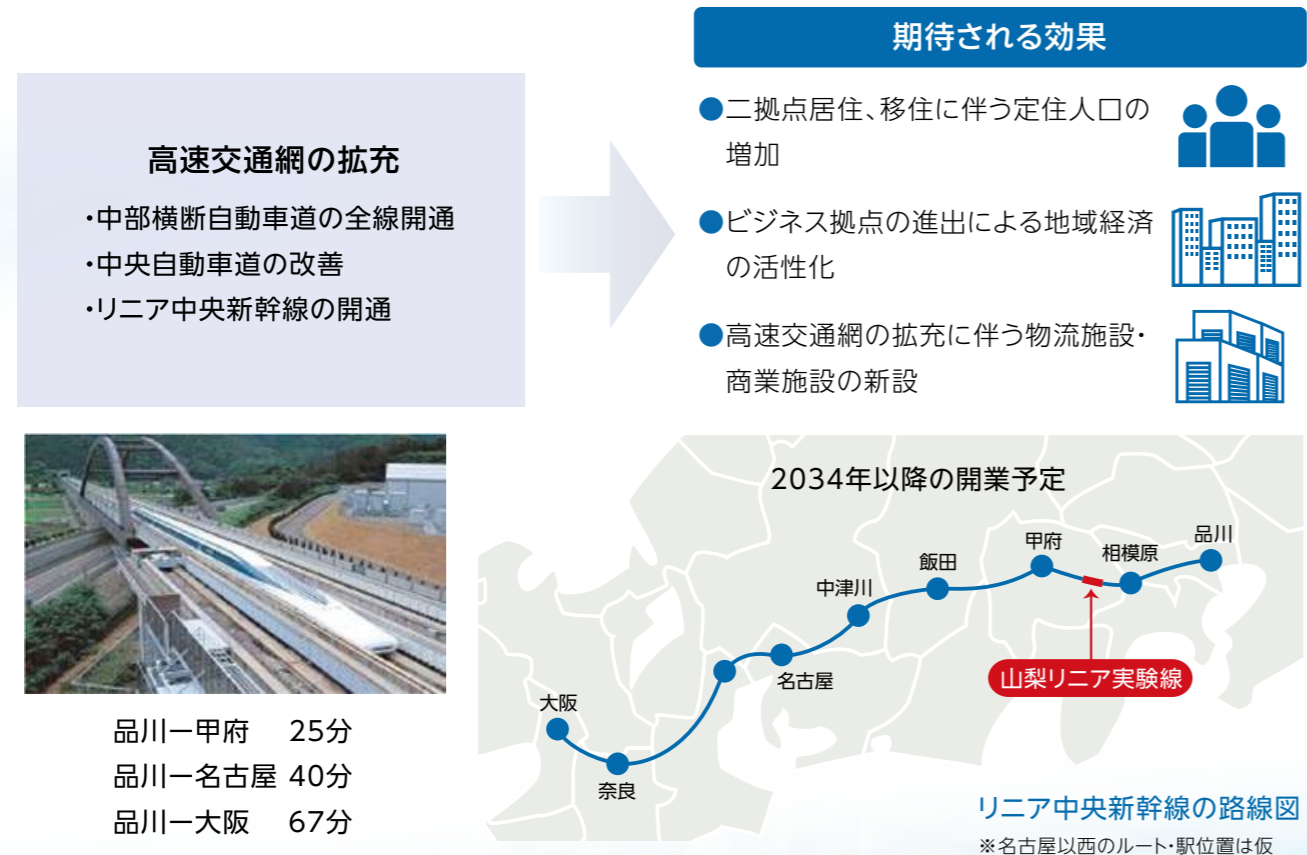 期待される効果
高速交通網の拡充
・中部横断自動車道の全線開通
・中央自動車道の改善
・リニア中央新幹線の開通
●二拠点居住、移住に伴う定住人口の
増加
●ビジネス拠点の進出による地域経済
の活性化
●高速交通網の拡充に伴う物流施設・
商業施設の新設
品川ー甲府 25分
品川ー名古屋 40分
品川ー大阪 67分
2034年以降の開業予定
品川
相模原
甲府
飯田
中津川
名古屋
大阪
奈良
山梨リニア実験線
リニア中央新幹線の路線図
※名古屋以西のルート・駅位置は仮